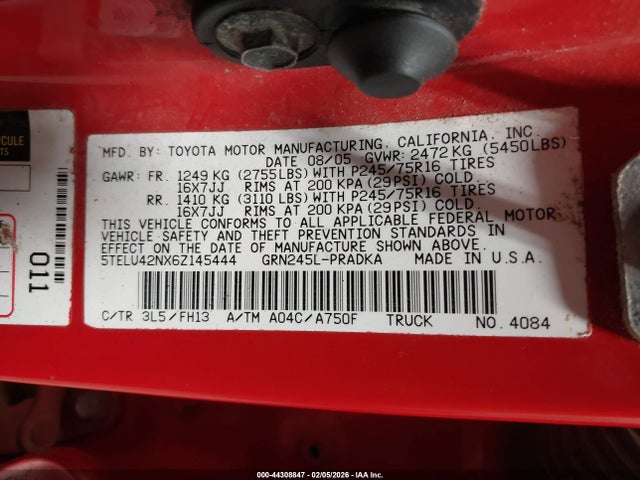 ICULE
TS
011
MFD. BY: TOYOTA MOTOR MANUFACTURING, CALIFORNIA, INC.
DATE 08/05 GVWR: 2472 KG (5450LBS)
GAWR: FR. 1249 KG (2755LBS) WITH P245/75R16 TIRES
16X7JJ RIMS AT 200 KPA (29PSI) COLD
RR. 1410 KG (3110 LBS) WITH P245/75R16 TIRES
16X7JJ RIMS AT 200 KPA (29PSI) COLD.
THIS VEHICLE CONFORMS TO ALL APPLICABLE FEDERAL MOTOR
VEHICLE SAFETY AND THEFT PREVENTION STANDARDS IN
EFFECT ON THE DATE OF MANUFACTURE SHOWN ABOVE.
5TELU42NX6Z145444 GRN245L-PRADKA MADE IN U.S.A.
C/TR 3L5/FH13 A/TM A04C/A750F TRUCK NO. 4084
000-44308847 - 02/05/2026 - IAA Inc.